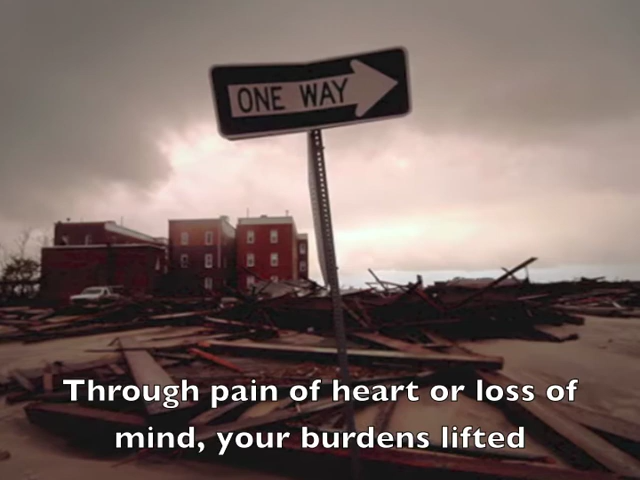 ONE WAY
Through pain of heart or loss of
mind, your burdens lifted